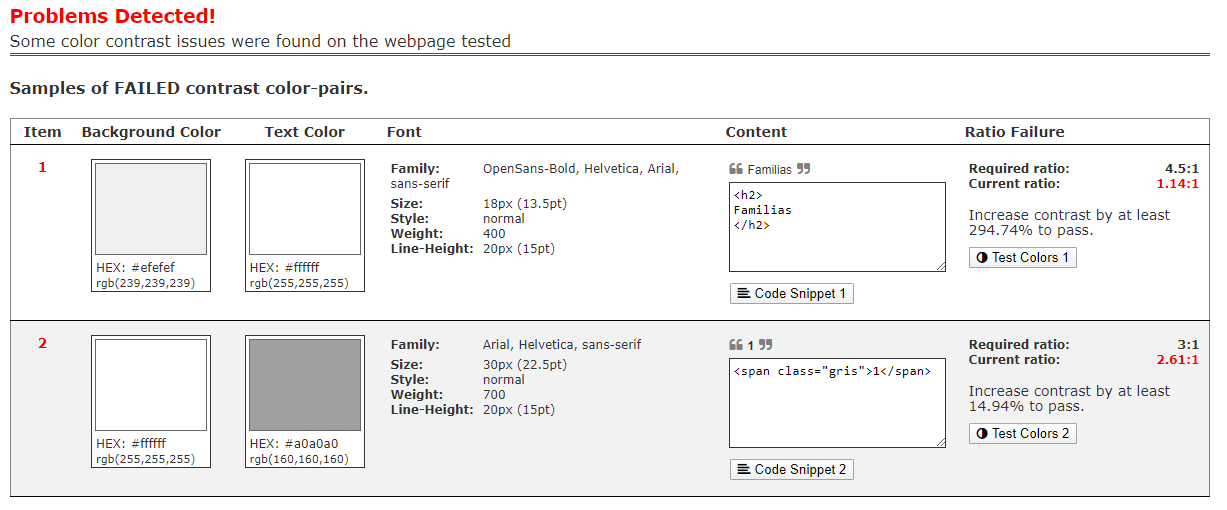 Problems Detected!
Some color contrast issues were found on the webpage tested
Samples of FAILED contrast color-pairs.
Item Background Color Text Color Font Content Ratio Failure
1
HEX: #efefef
rgb(239,239,239)
HEX: #ffffff
rgb(255,255,255)
Family: OpenSans-Bold, Helvetica, Arial,
sans-serif
Size: 18px (13.5pt)
Style: normal
Weight: 400
Line-Height: 20px (15pt)
❝ Familias ❞
<h2>
Familias
</h2>
Code Snippet 1
Required ratio: 4.5:1
Current ratio: 1.14:1
Increase contrast by at least
294.74% to pass.
Test Colors 1
2
HEX: #ffffff
rgb(255,255,255)
HEX: #a0a0a0
rgb(160,160,160)
Family: Arial, Helvetica, sans-serif
Size: 30px (22.5pt)
Style: normal
Weight: 700
Line-Height: 20px (15pt)
❝ 1 ❞
<span class="gris">1</span>
Code Snippet 2
Required ratio: 3:1
Current ratio: 2.61:1
Increase contrast by at least
14.94% to pass.
Test Colors 2